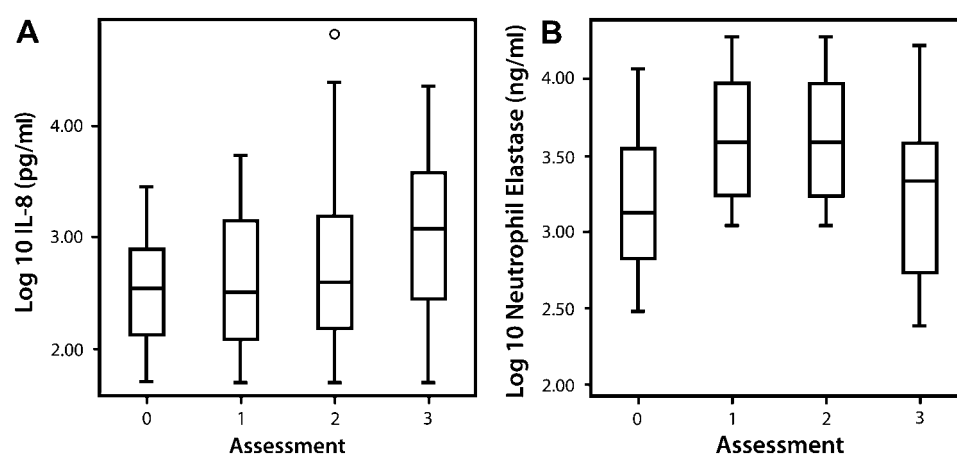 A
Log 10 IL-8 (pg/ml)
4.00
3.00
2.00
0 1 2 3
Assessment
B
Log 10 Neutrophil Elastase (ng/ml)
4.00
3.50
3.00
2.50
2.00
0 1 2 3
Assessment